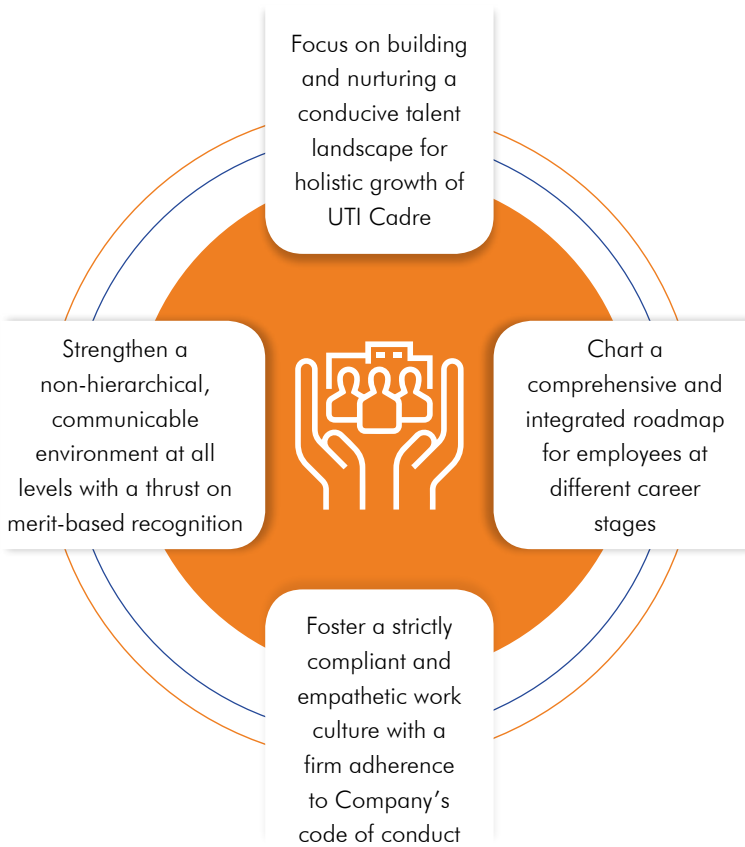 Focus on building
and nurturing a
conducive talent
landscape for
holistic growth of
UTI Cadre
Strengthen a
non-hierarchical,
communicable
environment at all
levels with a thrust on
merit-based recognition
Chart a
comprehensive and
integrated roadmap
for employees at
different career
stages
Foster a strictly
compliant and
empathetic work
culture with a
firm adherence
to Company’s
code of conduct